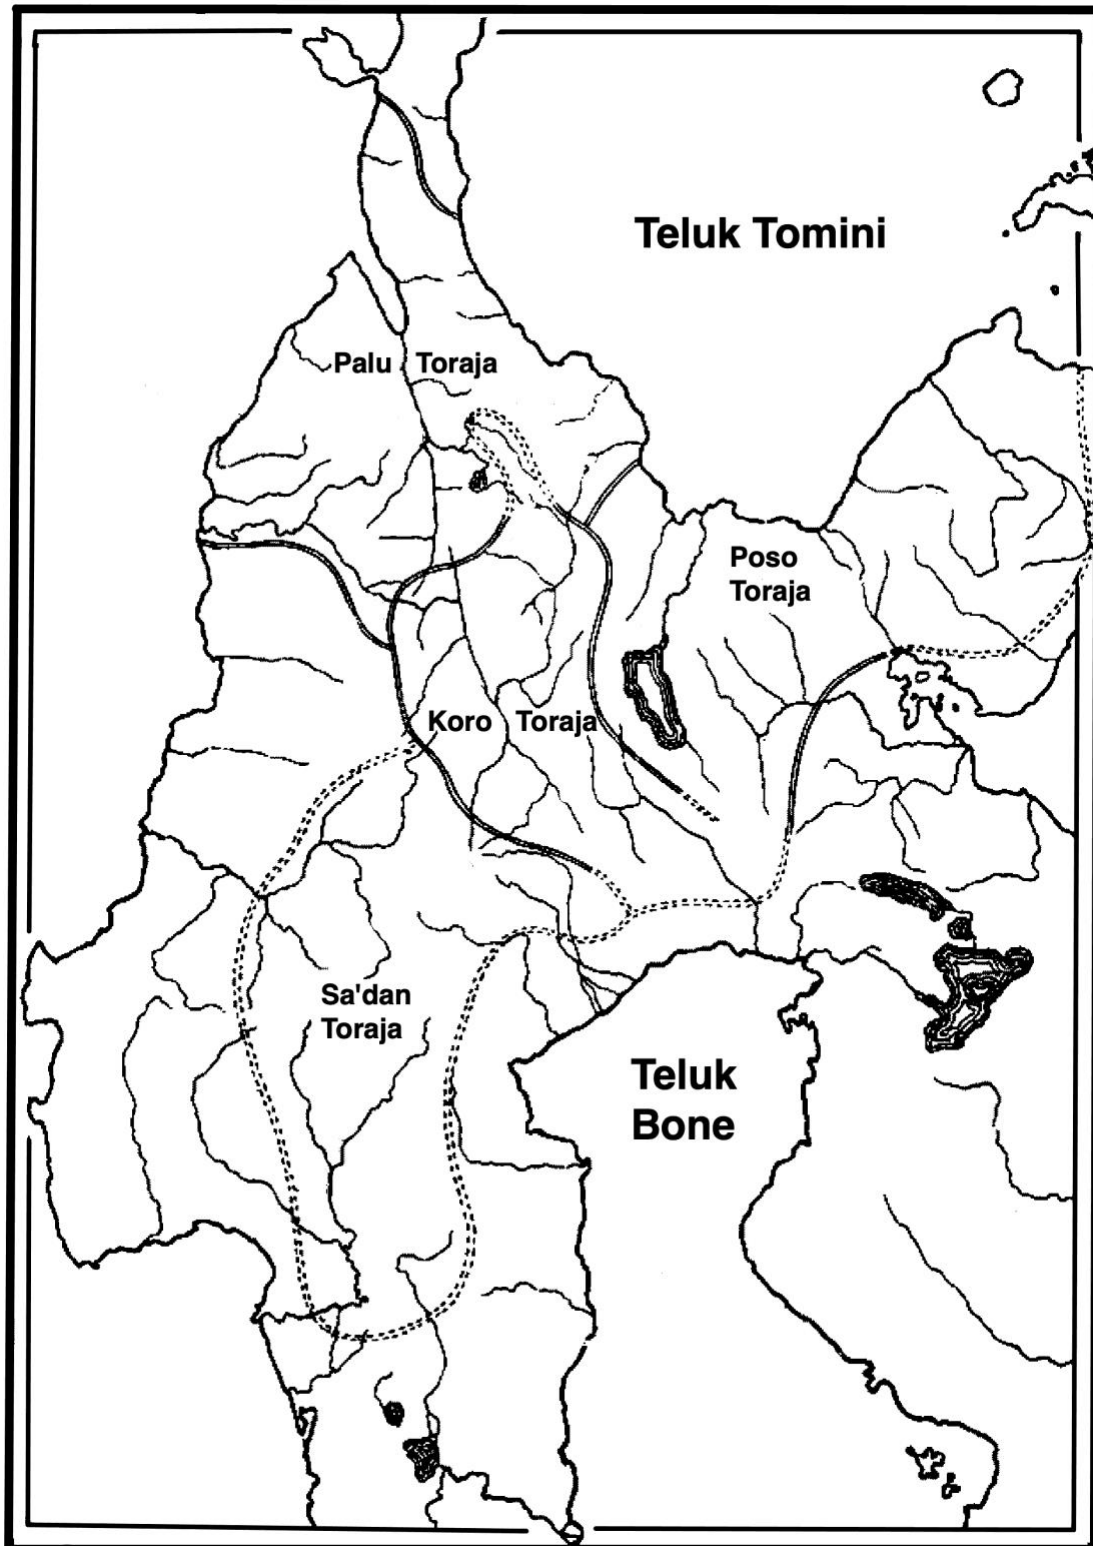 Teluk Tomini
Palu Toraja
Poso
Toraja
Koro Toraja
Sa'dan
Toraja
Teluk
Bone